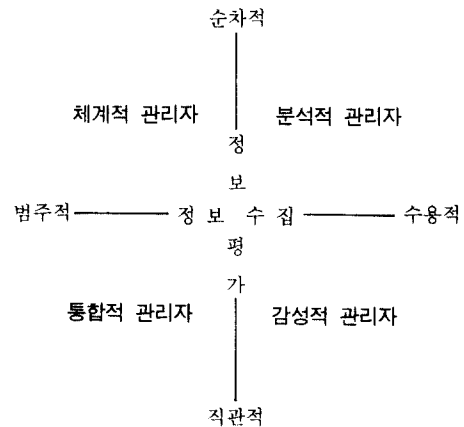 순차적
체계적 관리자
분석적 관리자
정
보
범주적
정보 수집
수용적
평
가
통합적 관리자
감성적 관리자
직관적